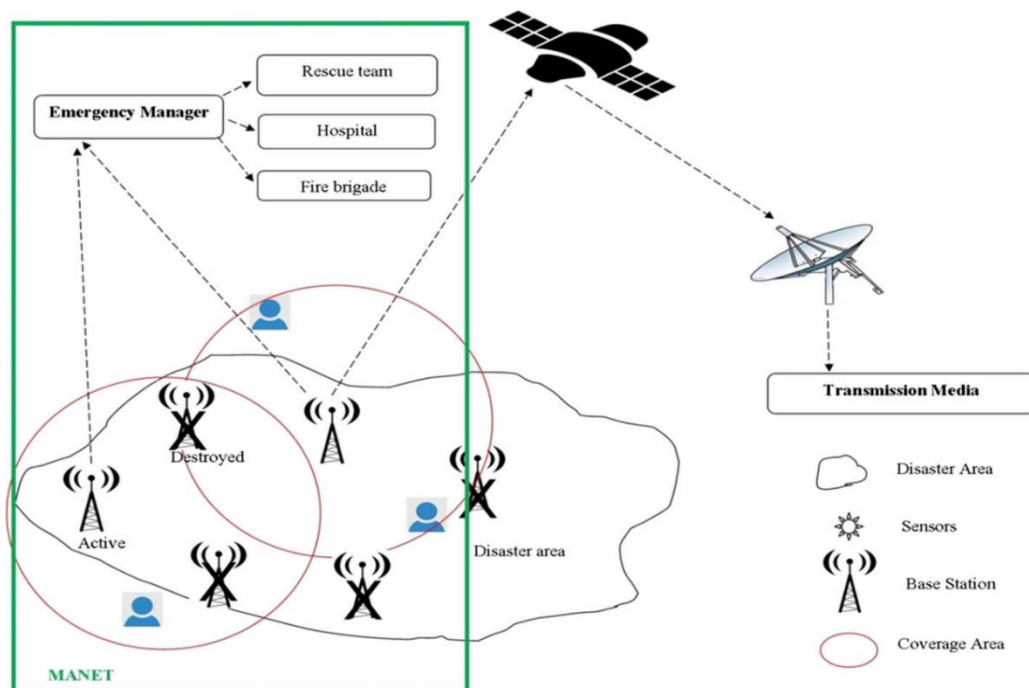 Rescue team
Emergency Manager
Hospital
Fire brigade
Transmission Media
Destroyed
Active
Disaster area
Disaster Area
Sensors
Base Station
Coverage Area
MANET